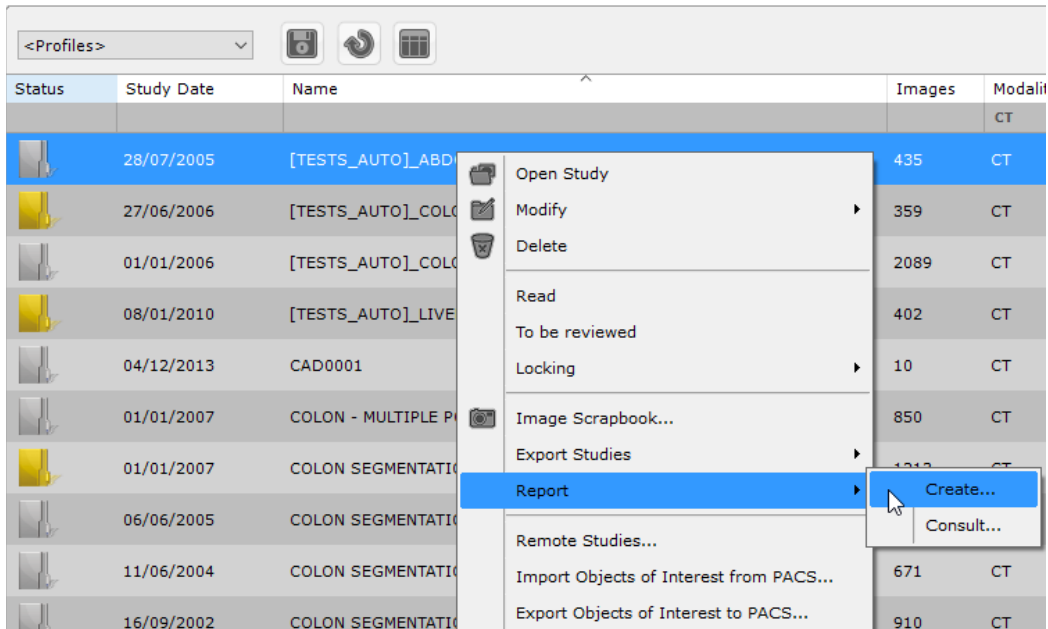 <Profiles>
Status Study Date Name Images Modalit
CT
28/07/2005 [TESTS_AUTO]_ABD 435 CT
Open Study
27/06/2006 [TESTS_AUTO]_COL 359 CT
Modify
Delete
01/01/2006 [TESTS_AUTO]_COL 2089 CT
Read
08/01/2010 [TESTS_AUTO]_LIVE 402 CT
To be reviewed
04/12/2013 CAD0001 10 CT
Locking
01/01/2007 COLON - MULTIPLE P 850 CT
Image Scrapbook...
Export Studies
01/01/2007 COLON SEGMENTATI CT
Report
Create...
06/06/2005 COLON SEGMENTATI
Consult...
Remote Studies...
11/06/2004 COLON SEGMENTATI 671 CT
Import Objects of Interest from PACS...
Export Objects of Interest to PACS...
16/09/2002 COLON SEGMENTATI 910 CT